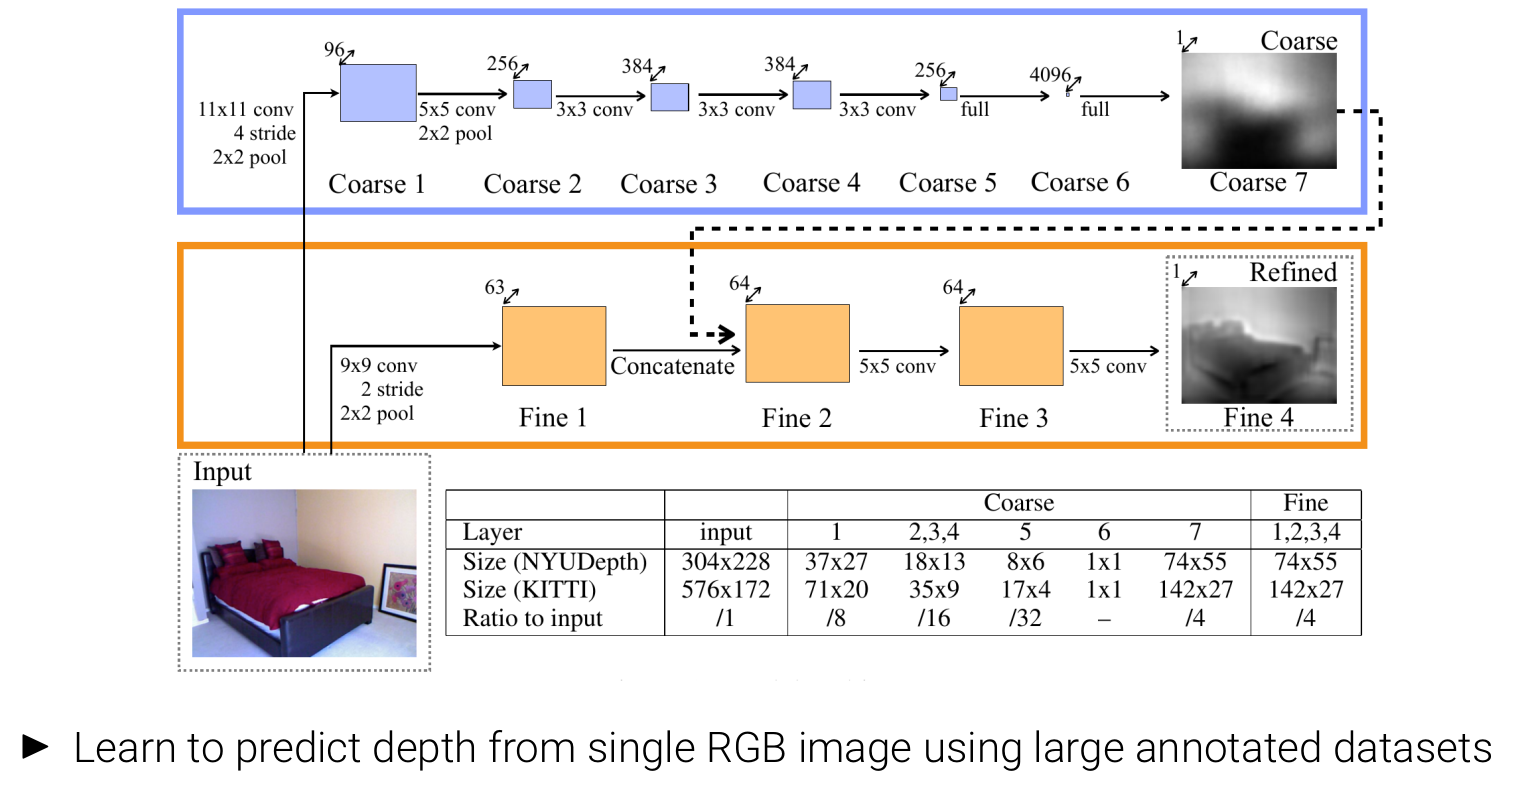 96
256
384
384
256
4096
1
Coarse
11x11 conv
4 stride
2x2 pool
5x5 conv
2x2 pool
3x3 conv
3x3 conv
3x3 conv
full
full
Coarse 1
Coarse 2
Coarse 3
Coarse 4
Coarse 5
Coarse 6
Coarse 7
63
64
64
1
Refined
9x9 conv
2 stride
2x2 pool
Concatenate
5x5 conv
5x5 conv
Fine 1
Fine 2
Fine 3
Fine 4
Input
Coarse Fine
Layer input 1 2,3,4 5 6 7 1,2,3,4
Size (NYUDepth) 304x228 37x27 18x13 8x6 1x1 74x55 74x55
Size (KITTI) 576x172 71x20 35x9 17x4 1x1 142x27 142x27
Ratio to input /1 /8 /16 /32 – /4 /4
► Learn to predict depth from single RGB image using large annotated datasets